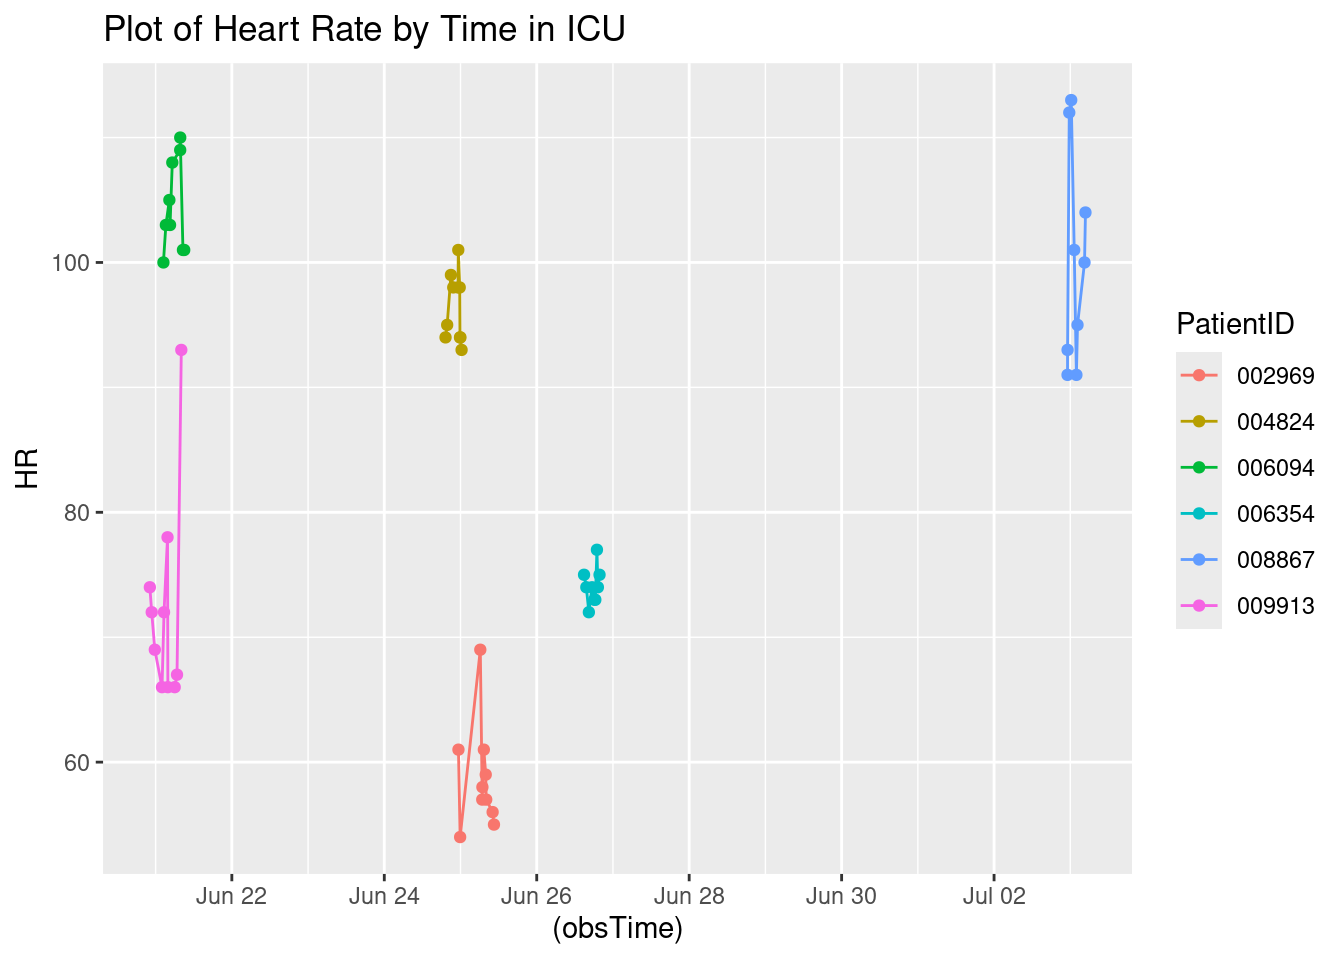 Plot of Heart Rate by Time in ICU
HR
100
80
60
Jun 22 Jun 24 Jun 26 Jun 28 Jun 30 Jul 02
(obsTime)
PatientID
002969
004824
006094
006354
008867
009913